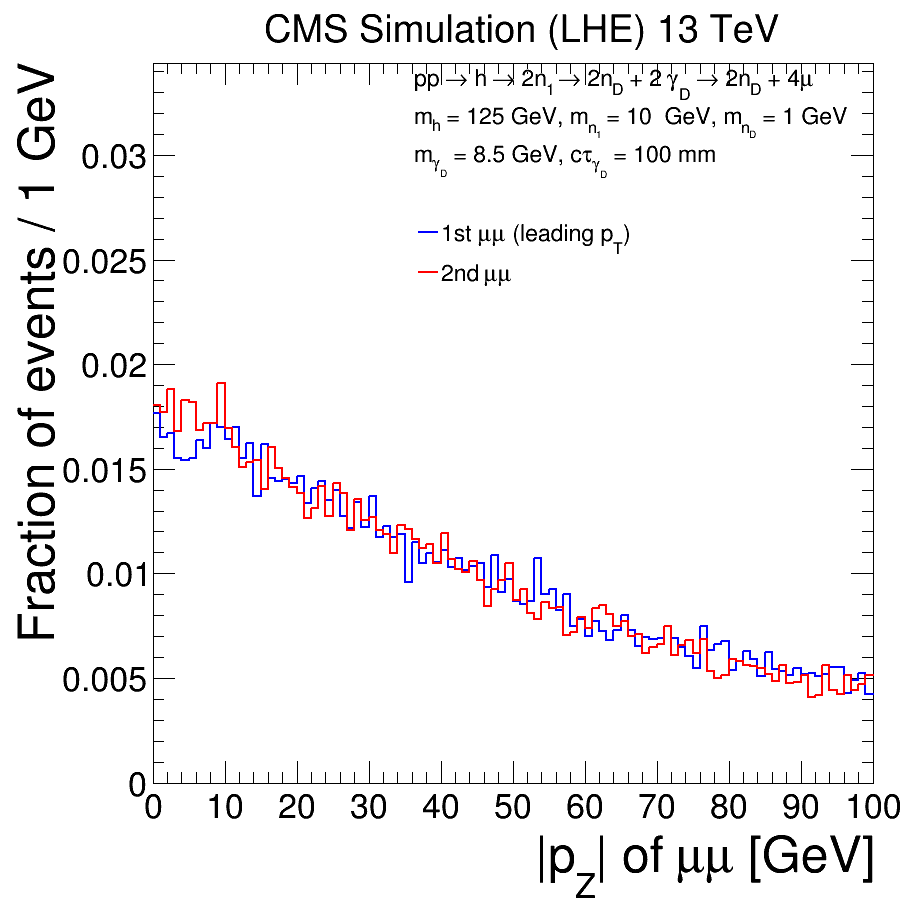 CMS Simulation (LHE) 13 TeV
pp → h → 2n₁ → 2n_D + 2 γ_D → 2n_D + 4μ
m_h = 125 GeV, m_n₁ = 10 GeV, m_n_D = 1 GeV
m_γ_D = 8.5 GeV, cτ_γ_D = 100 mm
1st μμ (leading p_T)
2nd μμ
Fraction of events / 1 GeV
0.03
0.025
0.02
0.015
0.01
0.005
0
0 10 20 30 40 50 60 70 80 90 100
|p_Z| of μμ [GeV]